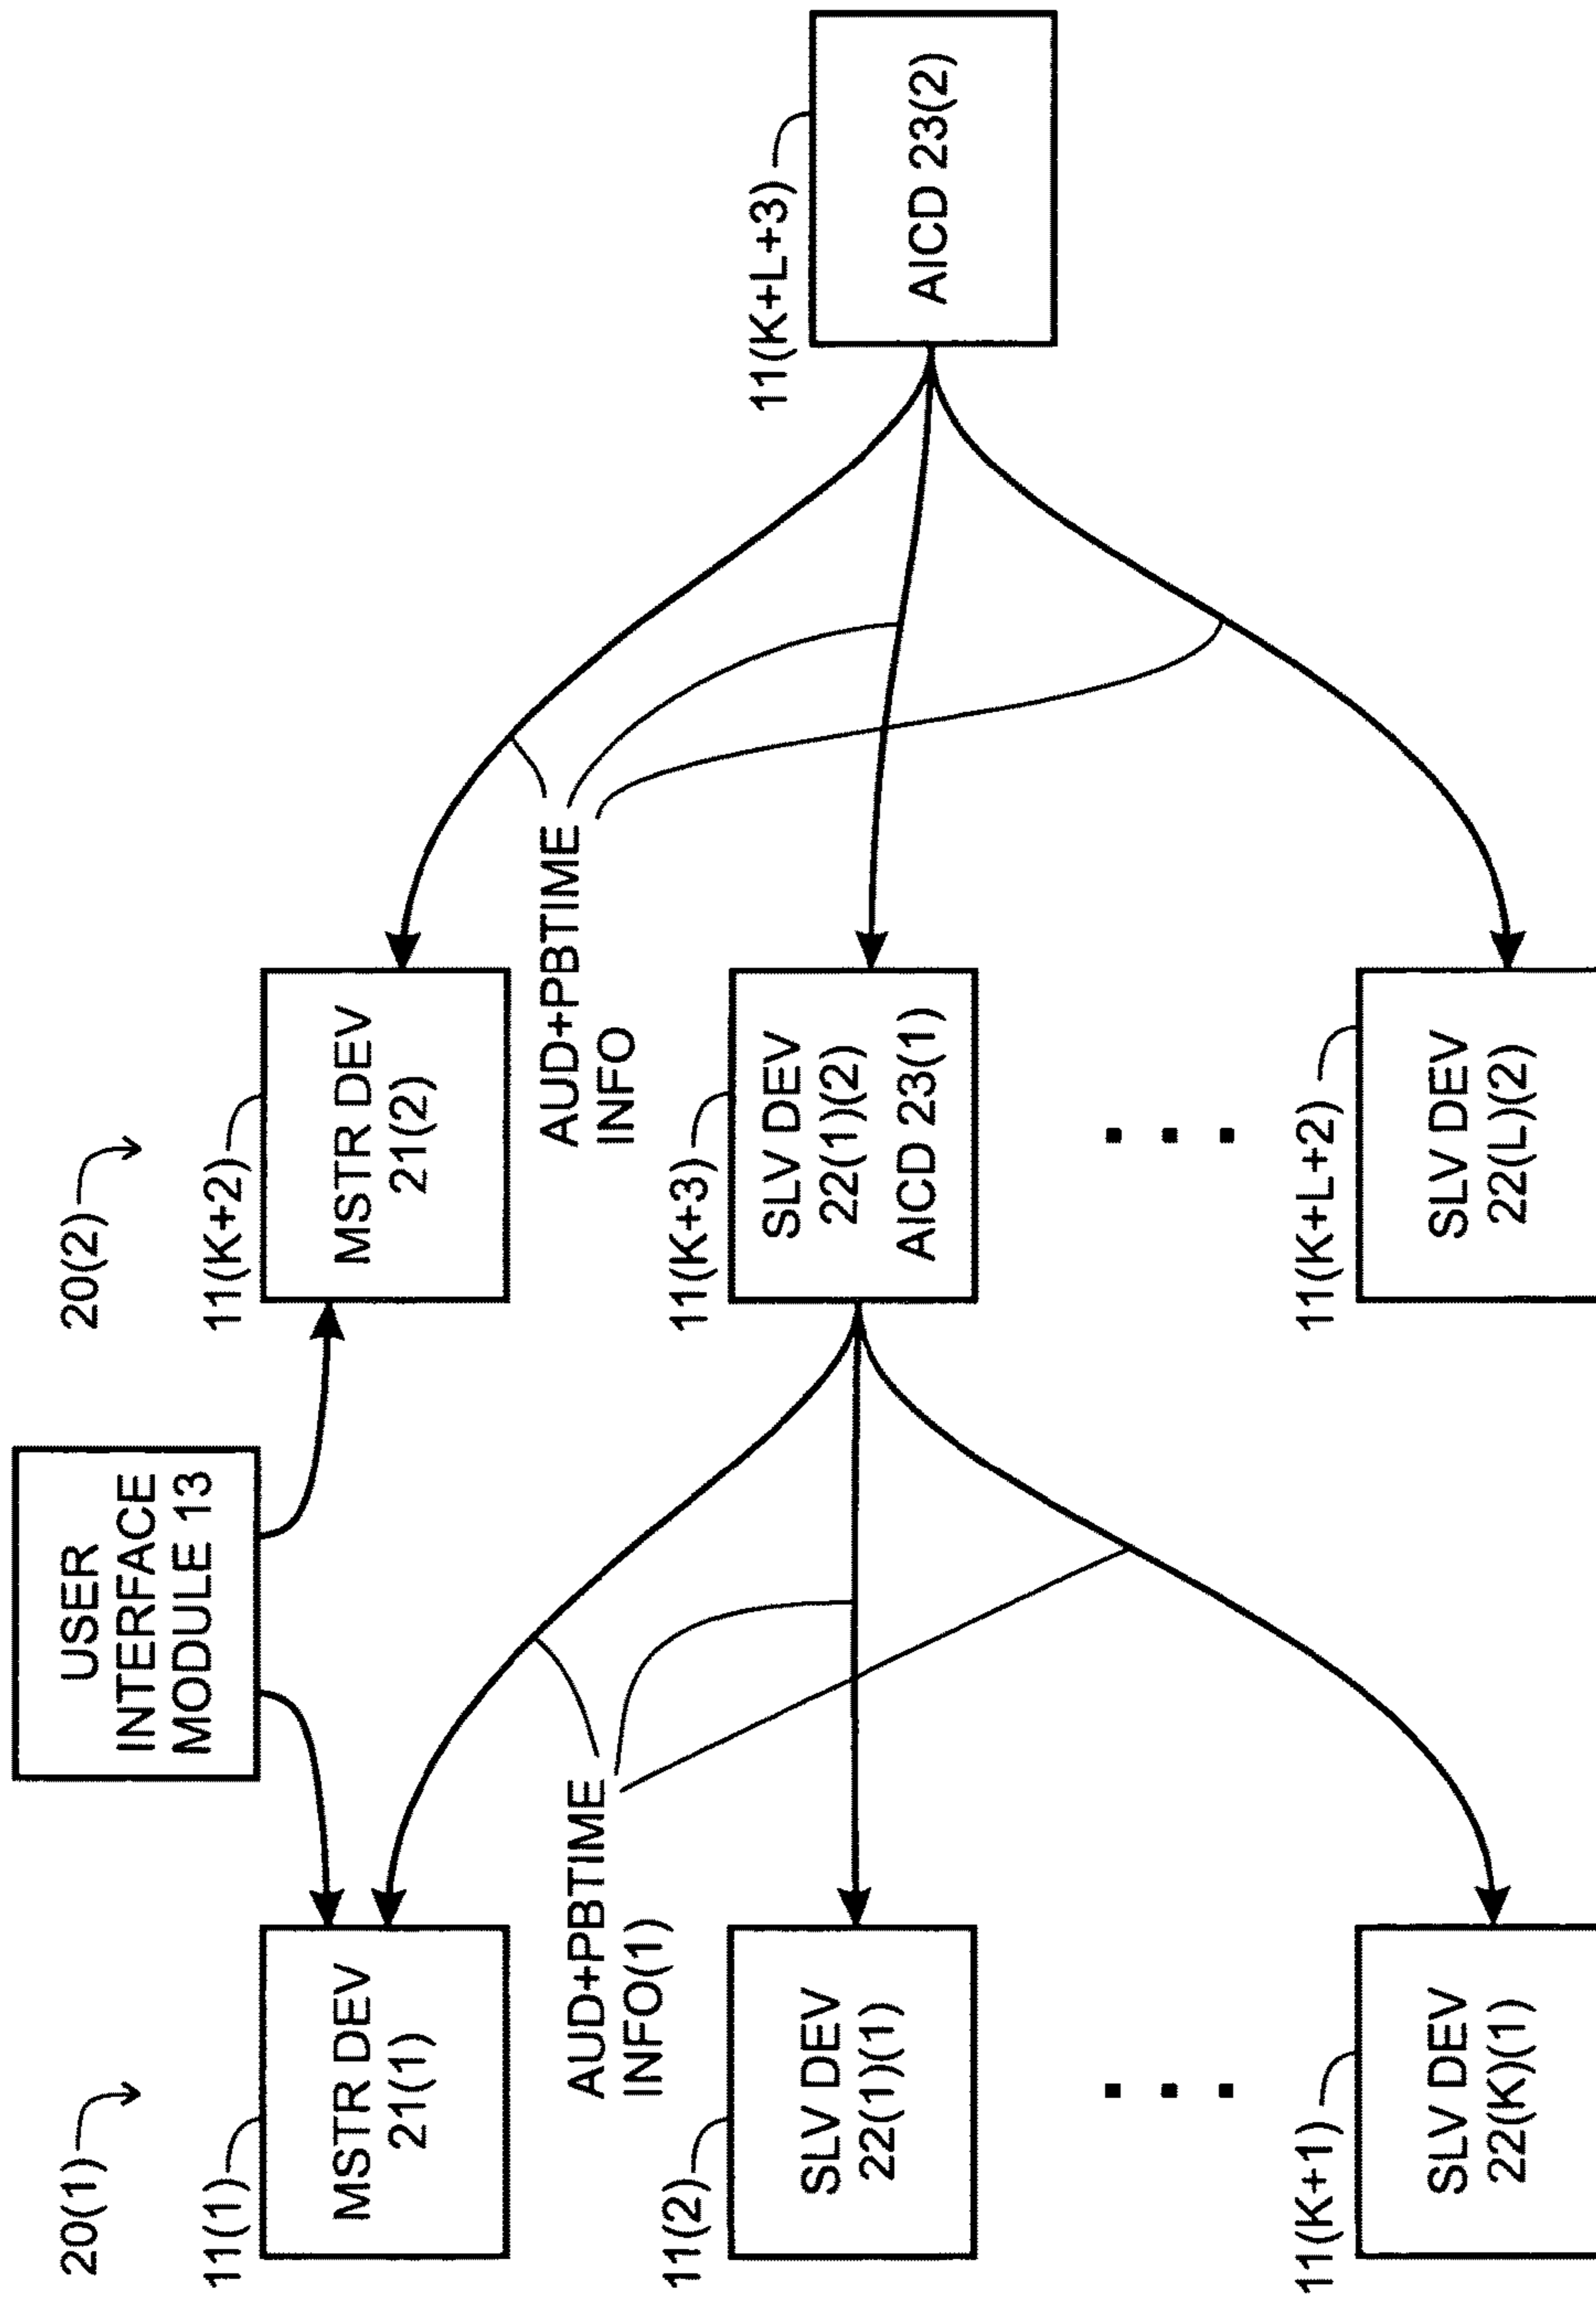 USER
INTERFACE
MODULE 13
20(1)
11(1)
MSTR DEV
21(1)
AUD+PBTIME
INFO(1)
11(2)
SLV DEV
22(1)(1)
11(K+1)
SLV DEV
22(K)(1)
20(2)
11(K+2)
MSTR DEV
21(2)
AUD+PBTIME
INFO
11(K+3)
SLV DEV
22(1)(2)
AICD 23(1)
11(K+L+2)
SLV DEV
22(L)(2)
11(K+L+3)
AICD 23(2)